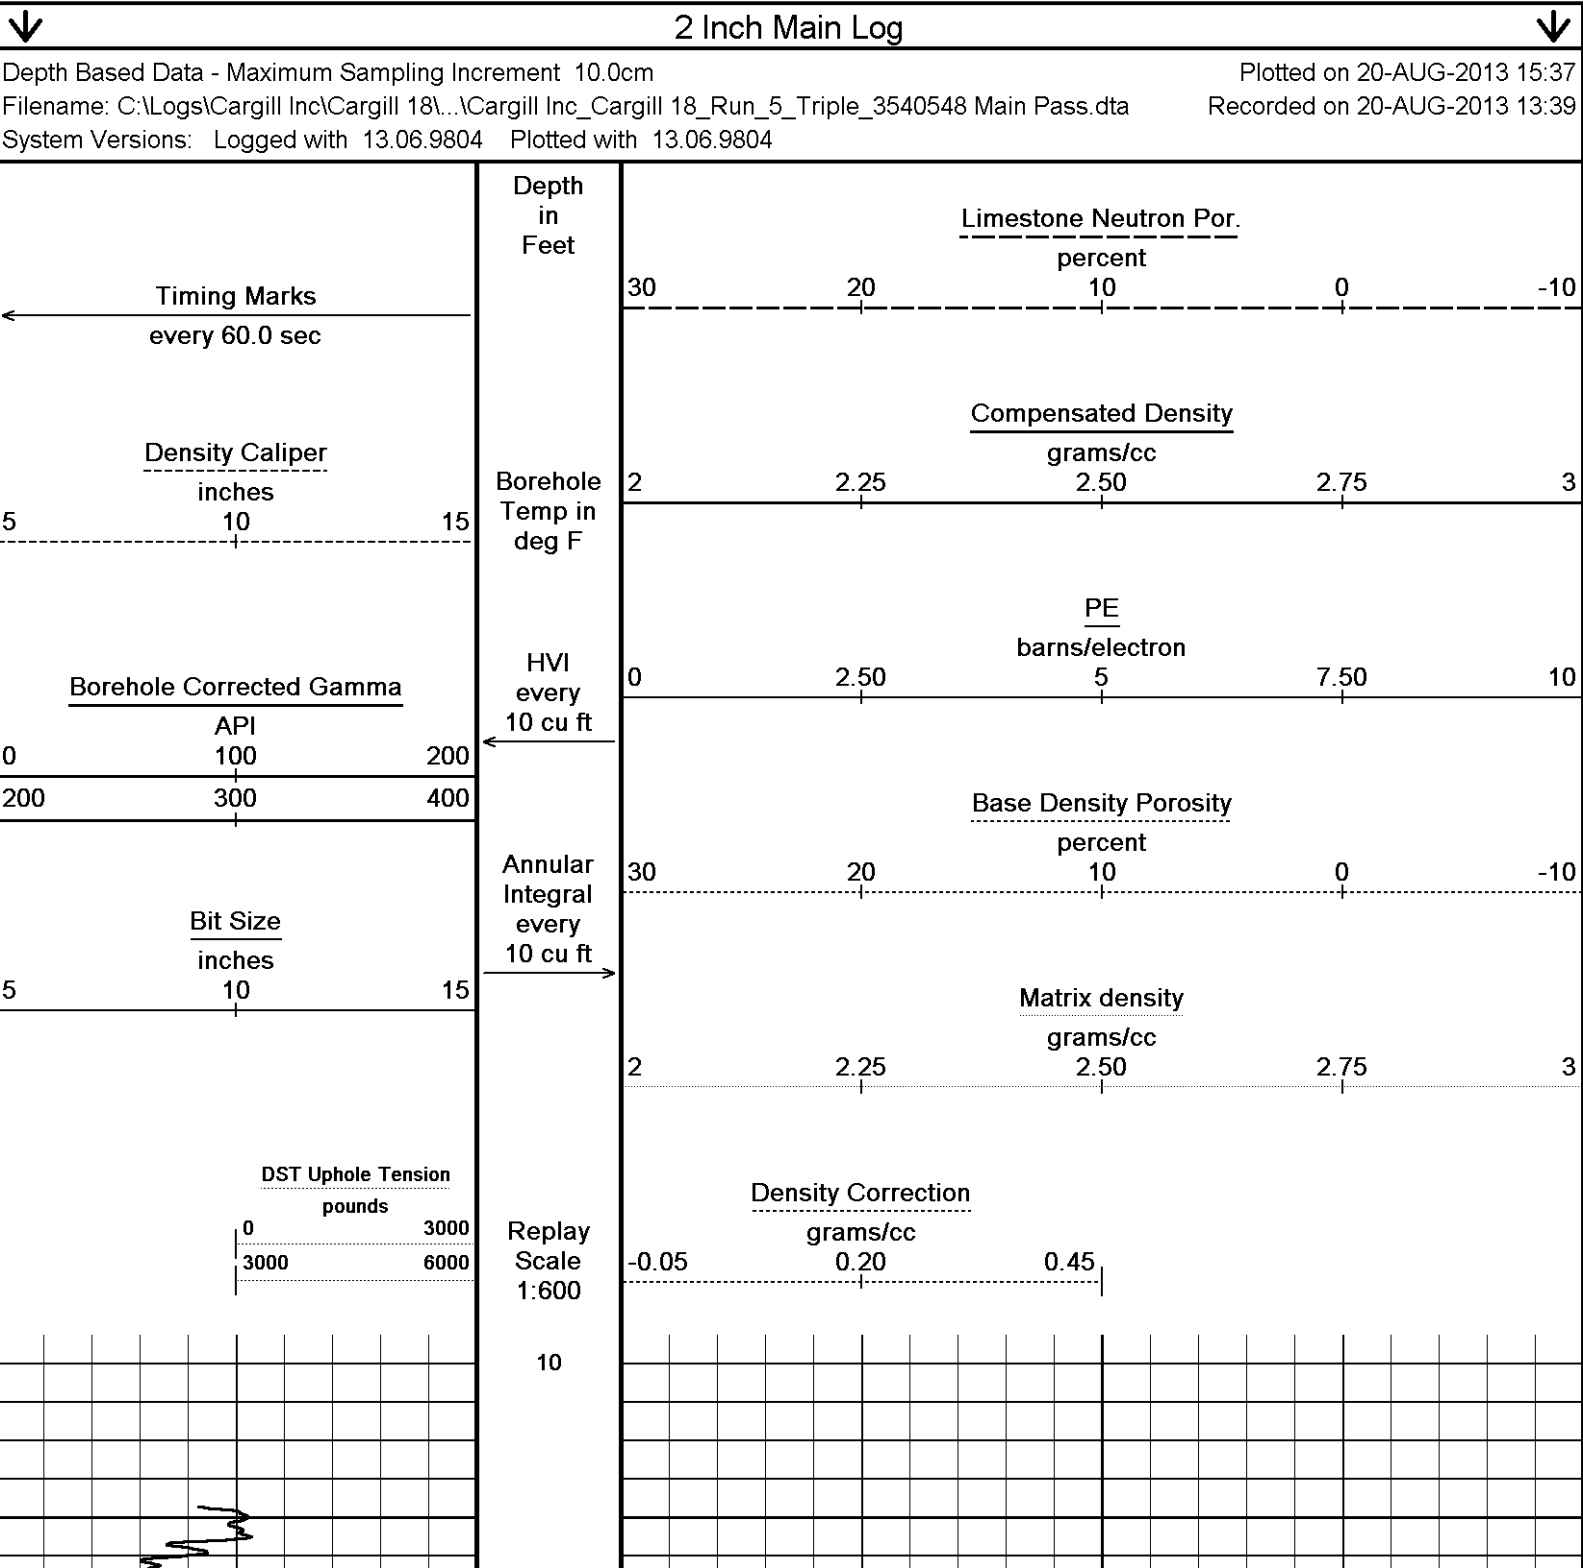 2 Inch Main Log
Depth Based Data - Maximum Sampling Increment 10.0cm
Plotted on 20-AUG-2013 15:37
Filename: C:\Logs\Cargill Inc\Cargill 18\...\Cargill Inc_Cargill 18_Run_5_Triple_3540548 Main Pass.dta
Recorded on 20-AUG-2013 13:39
System Versions: Logged with 13.06.9804 Plotted with 13.06.9804
Timing Marks
every 60.0 sec
Density Caliper
inches
5 10 15
Borehole Corrected Gamma
API
0 100 200
200 300 400
Bit Size
inches
5 10 15
DST Uphole Tension
pounds
0 3000
3000 6000
Depth
in
Feet
Borehole
Temp in
deg F
HVI
every
10 cu ft
Annular
Integral
every
10 cu ft
Replay
Scale
1:600
10
Limestone Neutron Por.
percent
30 20 10 0 -10
Compensated Density
grams/cc
2 2.25 2.50 2.75 3
PE
barns/electron
0 2.50 5 7.50 10
Base Density Porosity
percent
30 20 10 0 -10
Matrix density
grams/cc
2 2.25 2.50 2.75 3
Density Correction
grams/cc
-0.05 0.20 0.45